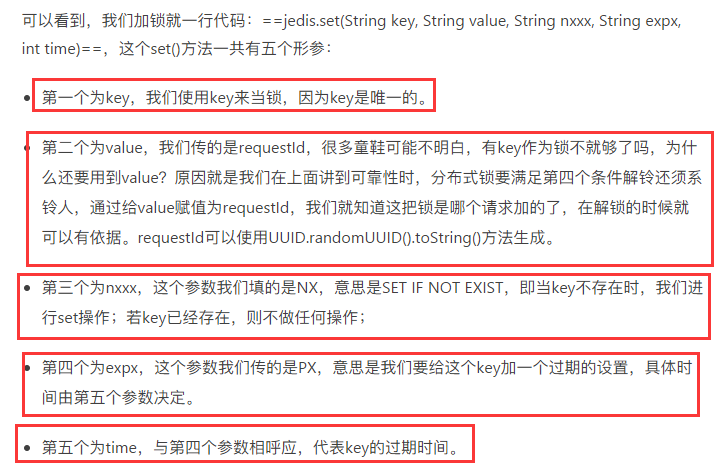 可以看到，我们加锁就一行代码：==jedis.set(String key, String value, String nxxx, String expx,
int time)==，这个set()方法一共有五个形参：
第一个为key，我们使用key来当锁，因为key是唯一的。
第二个为value，我们传的是requestId，很多童鞋可能不明白，有key作为锁不就够了吗，为什
么还要用到value？原因就是我们在上面讲到可靠性时，分布式锁要满足第四个条件解铃还须系
铃人，通过给value赋值为requestId，我们就知道这把锁是哪个请求加的了，在解锁的时候就
可以有依据。requestId可以使用UUID.randomUUID().toString()方法生成。
第三个为nxxx，这个参数我们填的是NX，意思是SET IF NOT EXIST，即当key不存在时，我们进
行set操作；若key已经存在，则不做任何操作；
第四个为expx，这个参数我们传的是PX，意思是我们要给这个key加一个过期的设置，具体时
间由第五个参数决定。
第五个为time，与第四个参数相呼应，代表key的过期时间。